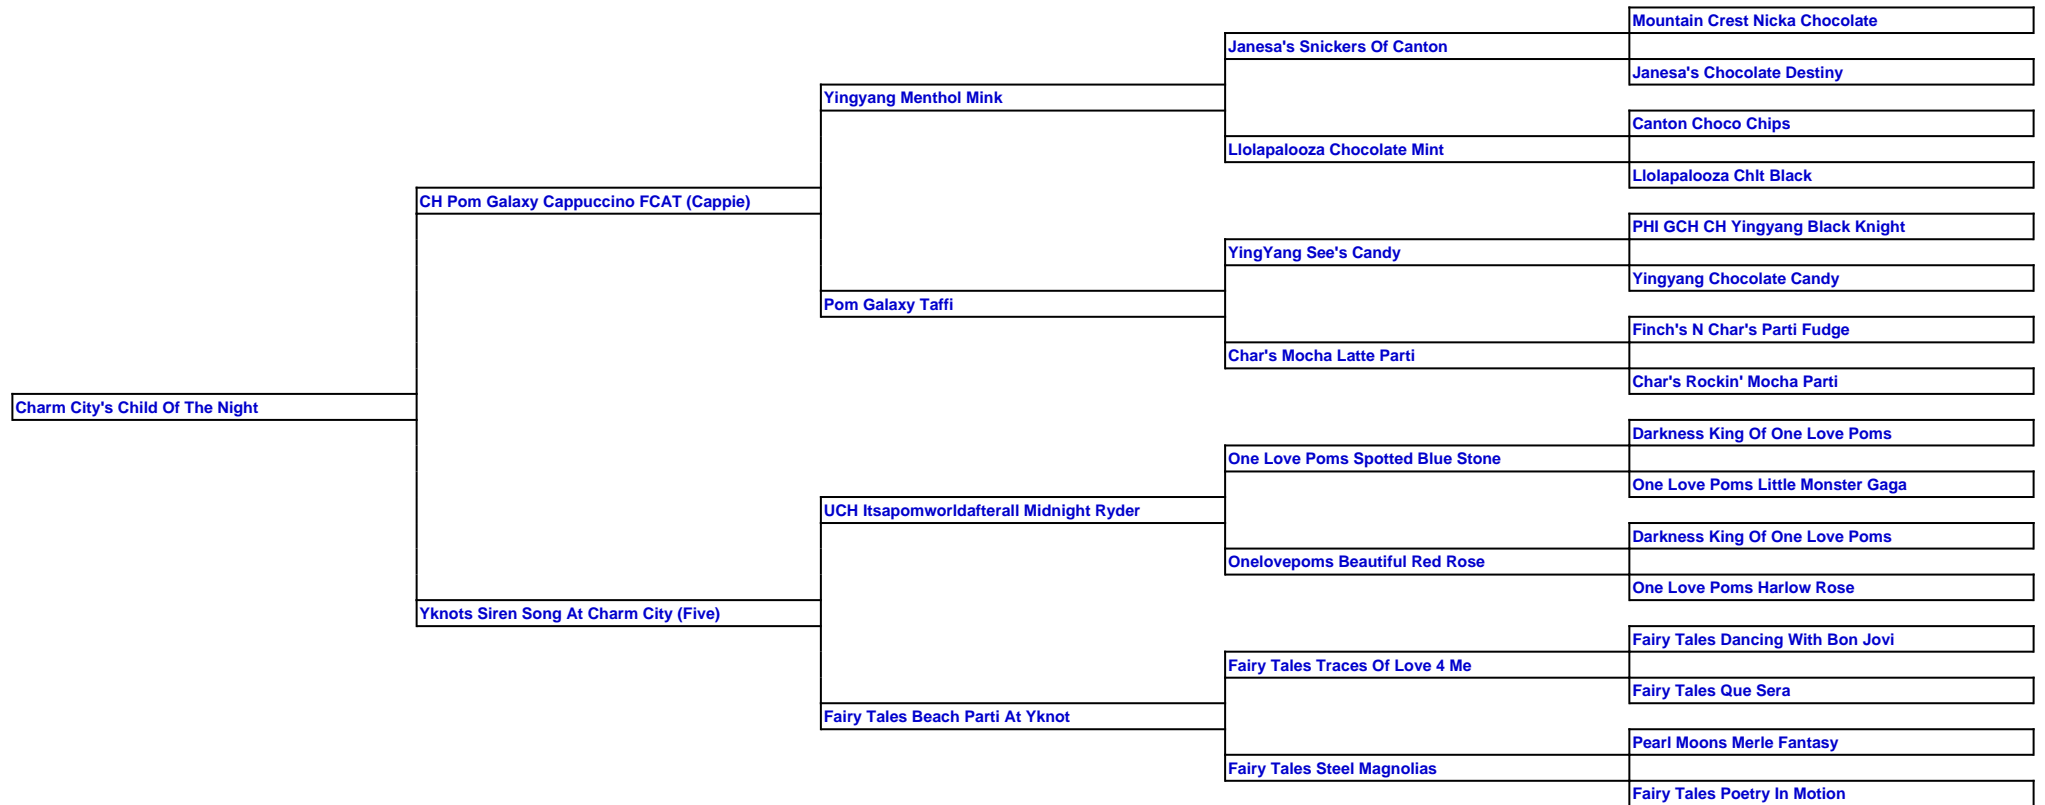 Mountain Crest Nicka Chocolate
Janesa's Snickers Of Canton
Janesa's Chocolate Destiny
Yingyang Menthol Mink
Canton Choco Chips
Llolapalooza Chocolate Mint
Llolapalooza Chlt Black
CH Pom Galaxy Cappuccino FCAT (Cappie)
PHI GCH CH Yingyang Black Knight
YingYang See's Candy
Yingyang Chocolate Candy
Pom Galaxy Taffi
Finch's N Char's Parti Fudge
Char's Mocha Latte Parti
Char's Rockin' Mocha Parti
Charm City's Child Of The Night
Darkness King Of One Love Poms
One Love Poms Spotted Blue Stone
One Love Poms Little Monster Gaga
UCH Itsapomworldafterall Midnight Ryder
Darkness King Of One Love Poms
Onelovepoms Beautiful Red Rose
One Love Poms Harlow Rose
Yknots Siren Song At Charm City (Five)
Fairy Tales Dancing With Bon Jovi
Fairy Tales Traces Of Love 4 Me
Fairy Tales Que Sera
Fairy Tales Beach Parti At Yknot
Pearl Moons Merle Fantasy
Fairy Tales Steel Magnolias
Fairy Tales Poetry In Motion